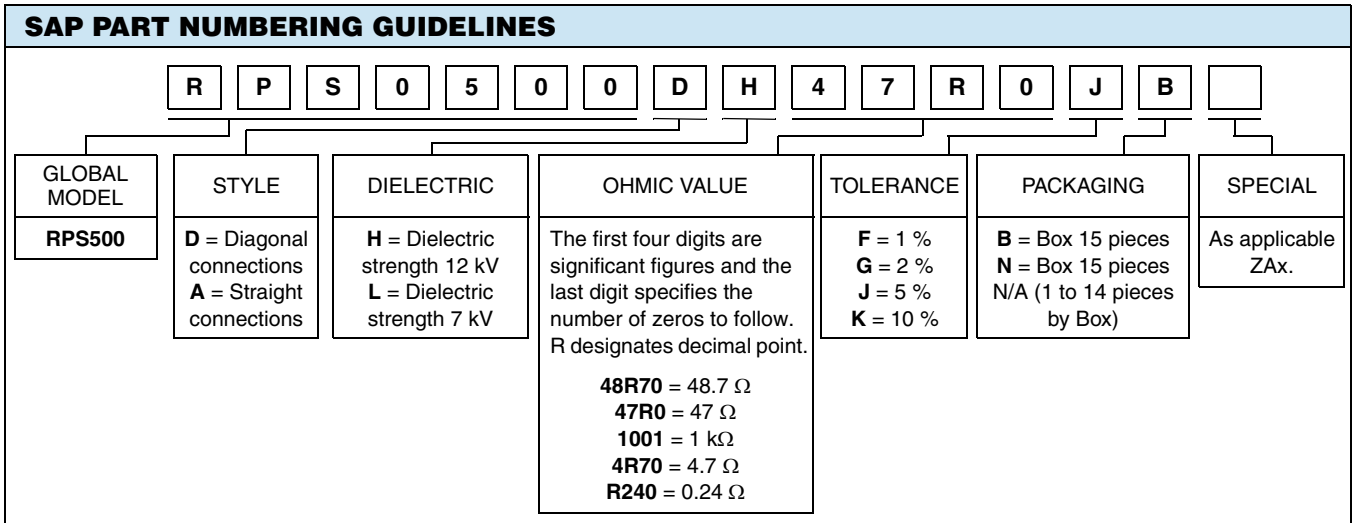 SAP PART NUMBERING GUIDELINES
R P S 0 5 0 0 D H 4 7 R 0 J B
GLOBAL
MODEL
RPS500
STYLE
D = Diagonal
connections
A = Straight
connections
DIELECTRIC
H = Dielectric
strength 12 kV
L = Dielectric
strength 7 kV
OHMIC VALUE
The first four digits are
significant figures and the
last digit specifies the
number of zeros to follow.
R designates decimal point.
48R70 = 48.7 Ω
47R0 = 47 Ω
1001 = 1 kΩ
4R70 = 4.7 Ω
R240 = 0.24 Ω
TOLERANCE
F = 1 %
G = 2 %
J = 5 %
K = 10 %
PACKAGING
B = Box 15 pieces
N = Box 15 pieces
N/A (1 to 14 pieces
by Box)
SPECIAL
As applicable
ZAx.